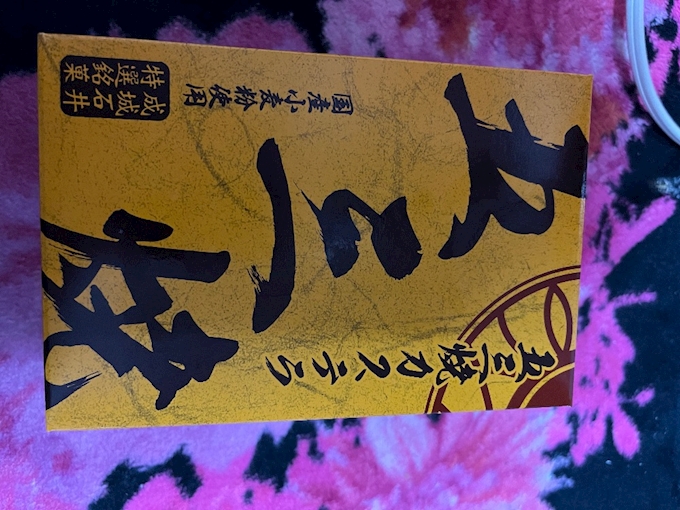 五三焼
五三焼カステラ
国産小麦粉使用
成城石井
特選銘菓